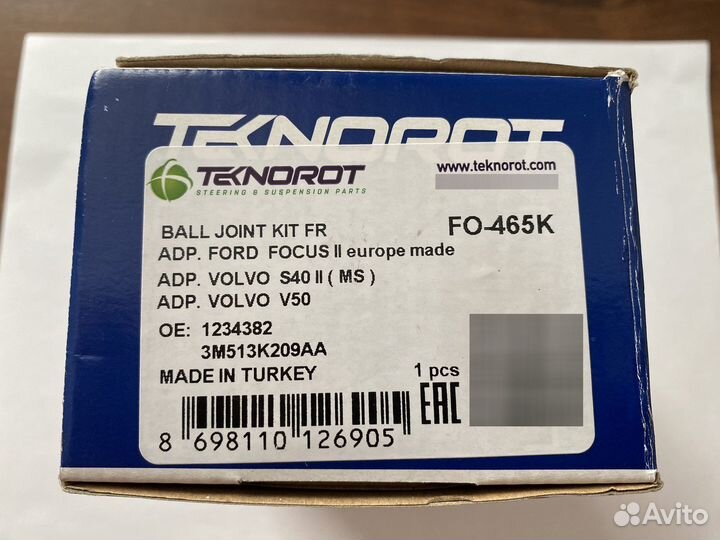 TEKNOROT
TEKNOROT
STEERING & SUSPENSION PARTS
www.teknorot.com
BALL JOINT KIT FR
FO-465K
ADP. FORD FOCUS II europe made
ADP. VOLVO S40 II ( MS )
ADP. VOLVO V50
OE: 1234382
3M513K209AA
MADE IN TURKEY
1 pcs
EAC
8 698110 126905
Avito